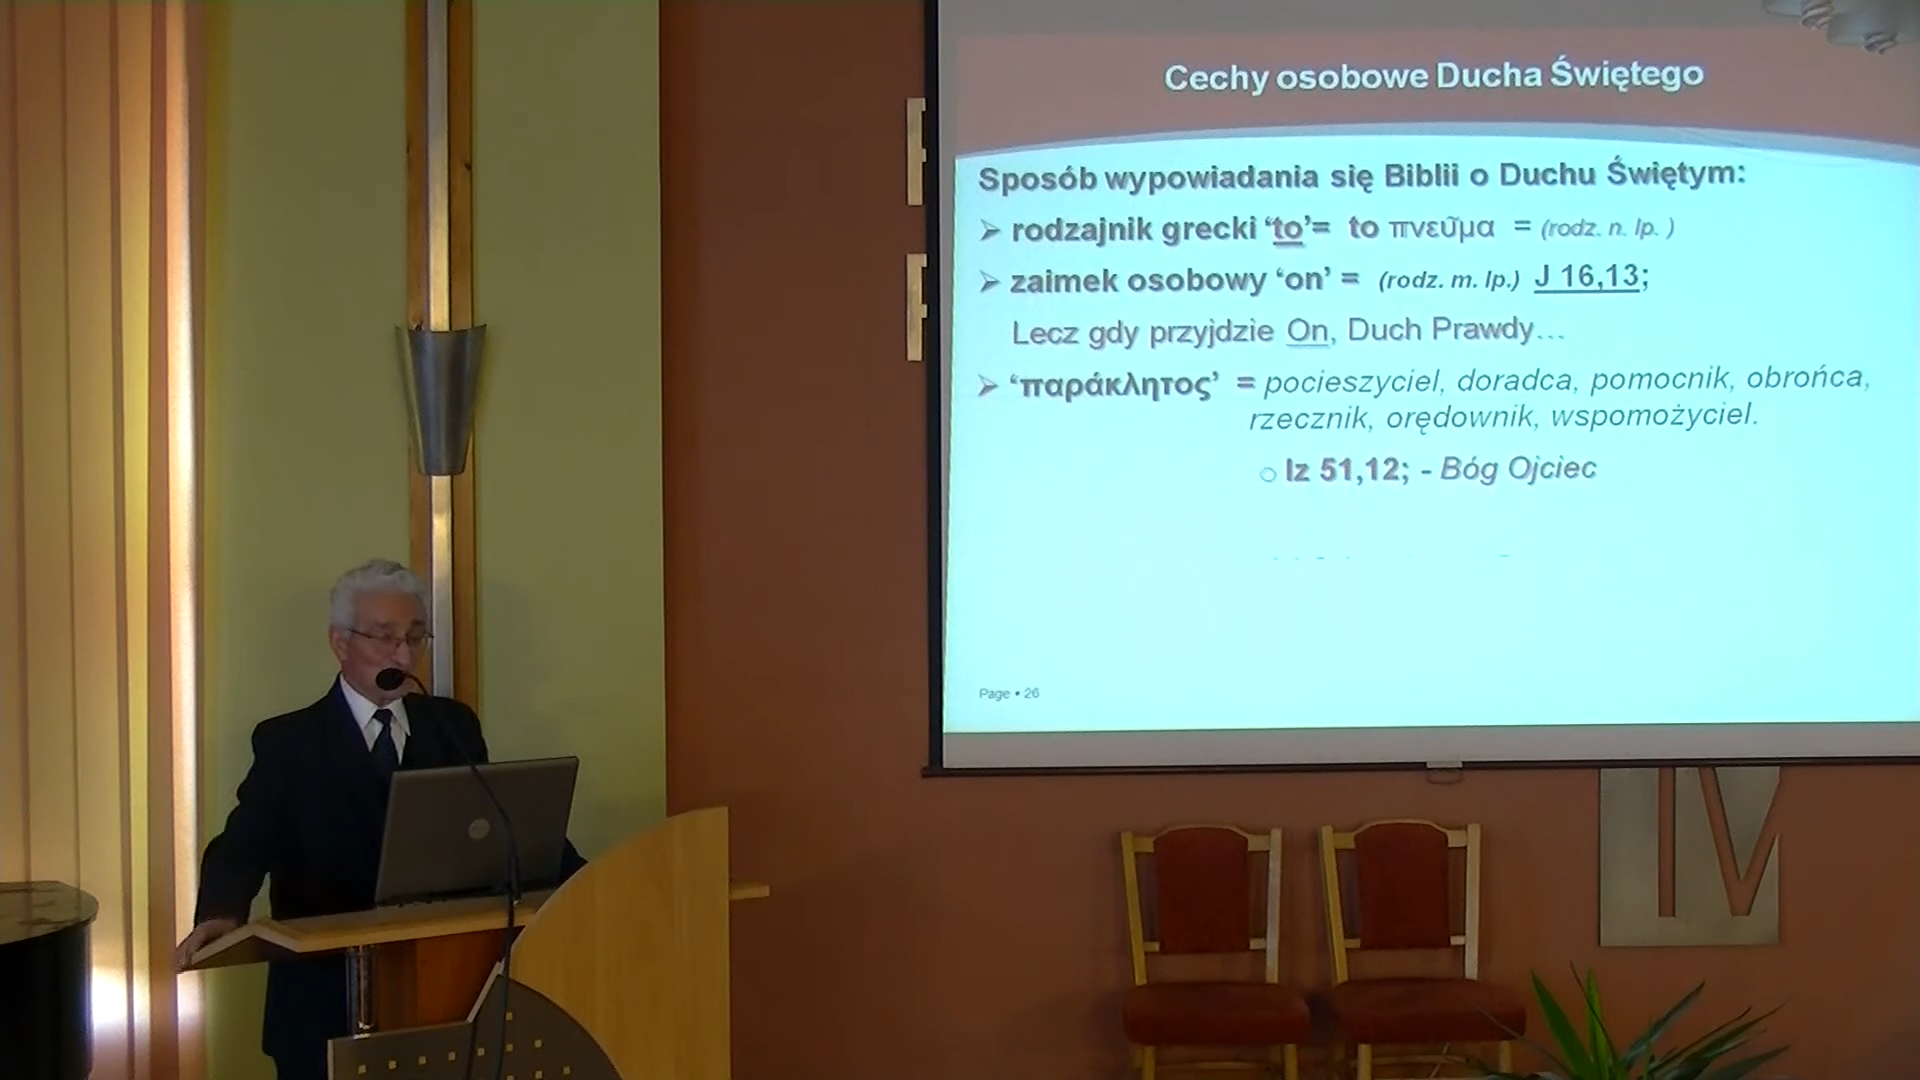 Cechy osobowe Ducha Świętego
Sposób wypowiadania się Biblii o Duchu Świętym:
➢ rodzajnik grecki ‘to’= to πνεῦμα = (rodz. n. lp. )
➢ zaimek osobowy ‘on’ = (rodz. m. lp.) J 16,13;
Lecz gdy przyjdzie On, Duch Prawdy…
➢ ‘παράκλητος’ = pocieszyciel, doradca, pomocnik, obrońca,
rzecznik, orędownik, wspomożyciel.
○ Iz 51,12; - Bóg Ojciec
Page ▪ 26
IV